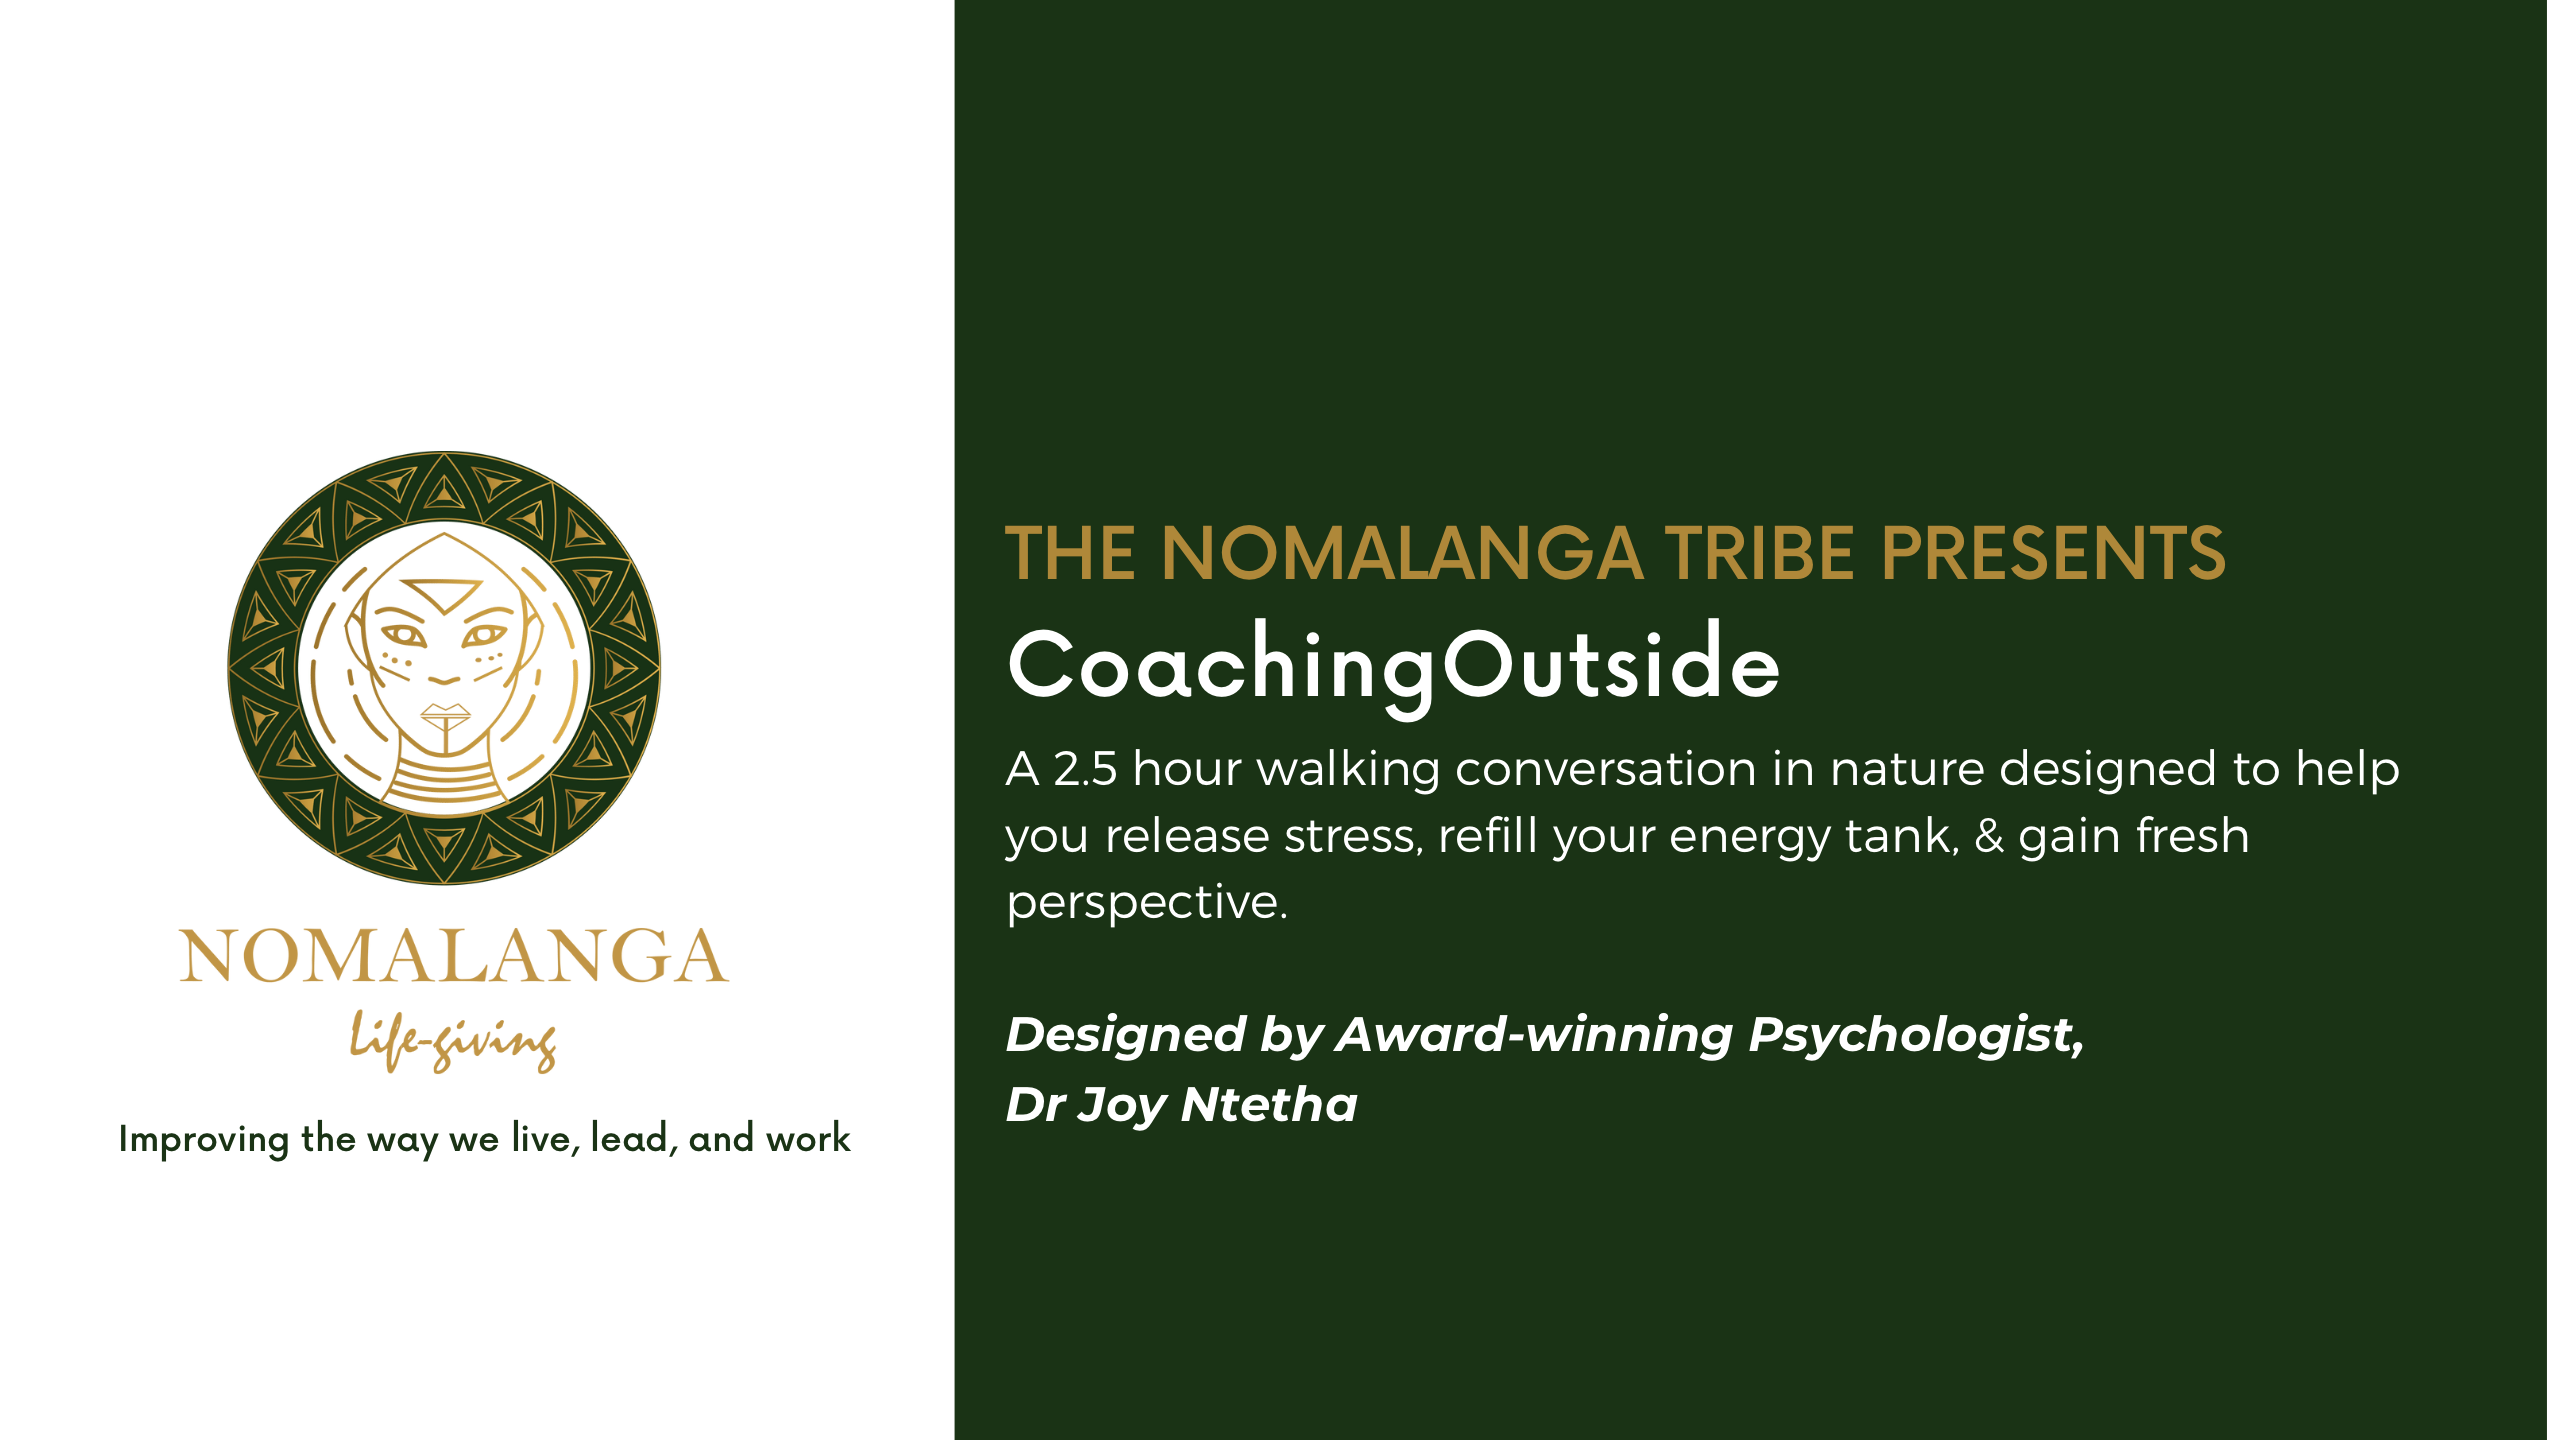 NOMALANGA
Life-giving
Improving the way we live, lead, and work
THE NOMALANGA TRIBE PRESENTS
CoachingOutside
A 2.5 hour walking conversation in nature designed to help
you release stress, refill your energy tank, & gain fresh
perspective.
Designed by Award-winning Psychologist,
Dr Joy Ntetha